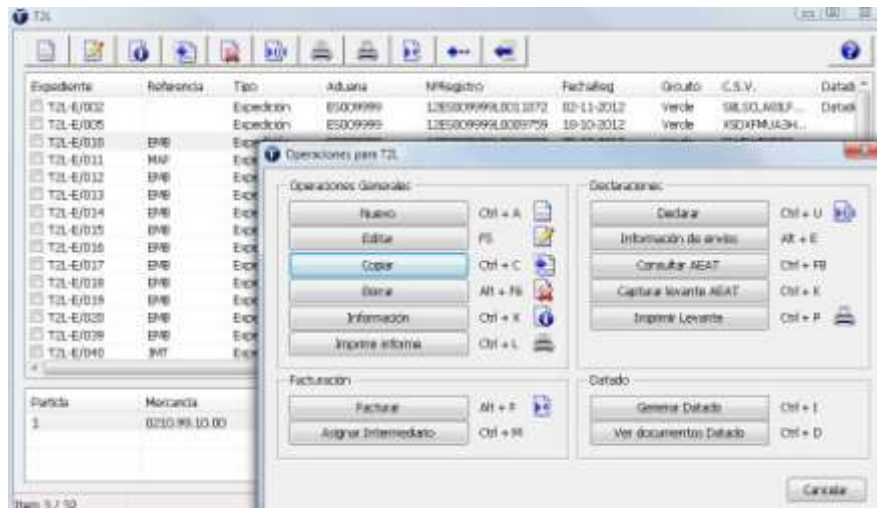 T2L
Expediente Referencia Tipo Aduana NºRegistro FechaReg Circuito C.S.V. Datad
T2L-E/002 Expedición ES009999 12ES009999L0011072 02-11-2012 Verde Datad
T2L-E/005 Expedición ES009999 12ES009999L0009759 18-10-2012 Verde
T2L-E/010 EMB
T2L-E/011 MAF
T2L-E/012 EMB
T2L-E/013 EMB
T2L-E/014 EMB
T2L-E/015 EMB
T2L-E/016 EMB
T2L-E/017 EMB
T2L-E/018 EMB
T2L-E/019 EMB
T2L-E/020 EMB
T2L-E/039 EMB
T2L-E/040 IMT
Partida Mercancía
1 0210.99.10.00
Operaciones para T2L
Operaciones Generales
Nuevo Ctrl + A
Editar F5
Copiar Ctrl + C
Borrar Alt + F6
Información Ctrl + X
Imprime informe Ctrl + L
Declaraciones
Declarar Ctrl + U
Información de envíos Alt + E
Consultar AEAT Ctrl + F8
Capturar levante AEAT Ctrl + K
Imprimir Levante Ctrl + P
Facturación
Facturar Alt + F
Asignar Intermediario Ctrl + M
Datado
Generar Datado Ctrl + I
Ver documentos Datado Ctrl + D
Cancelar